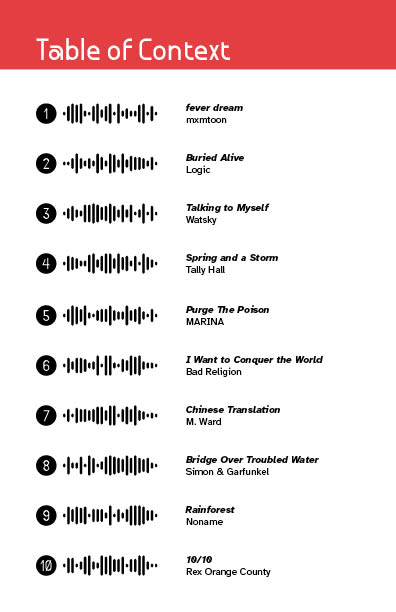 Table of Context
1
fever dream
mxmtoon
2
Buried Alive
Logic
3
Talking to Myself
Watsky
4
Spring and a Storm
Tally Hall
5
Purge The Poison
MARINA
6
I Want to Conquer the World
Bad Religion
7
Chinese Translation
M. Ward
8
Bridge Over Troubled Water
Simon & Garfunkel
9
Rainforest
Noname
10
10/10
Rex Orange County